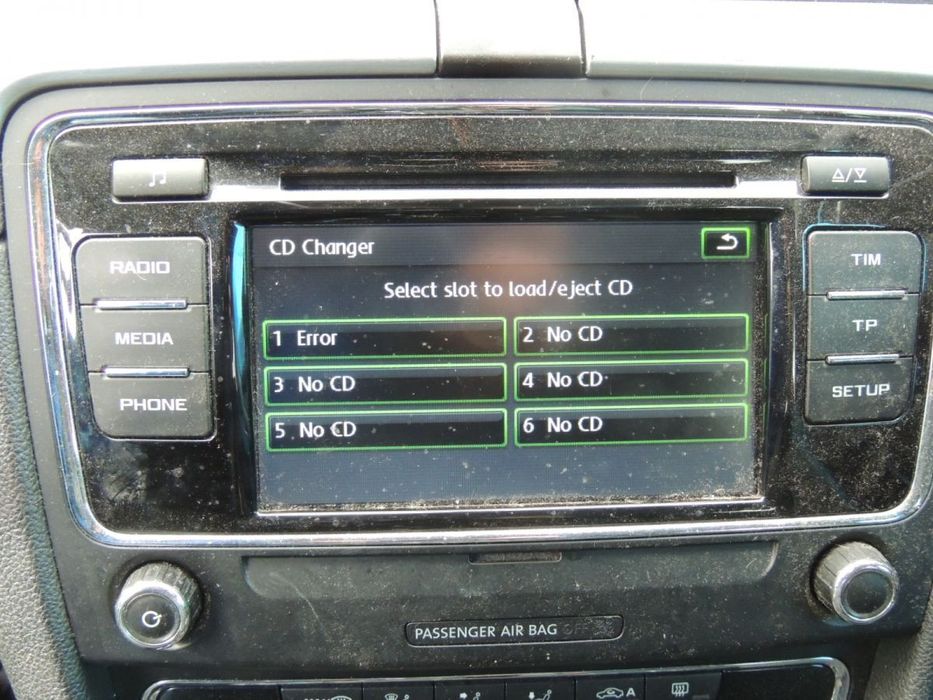 CD Changer
Select slot to load/eject CD
1 Error
2 No CD
3 No CD
4 No CD
5 No CD
6 No CD
RADIO
MEDIA
PHONE
TIM
TP
SETUP
PASSENGER AIR BAG OFF
A